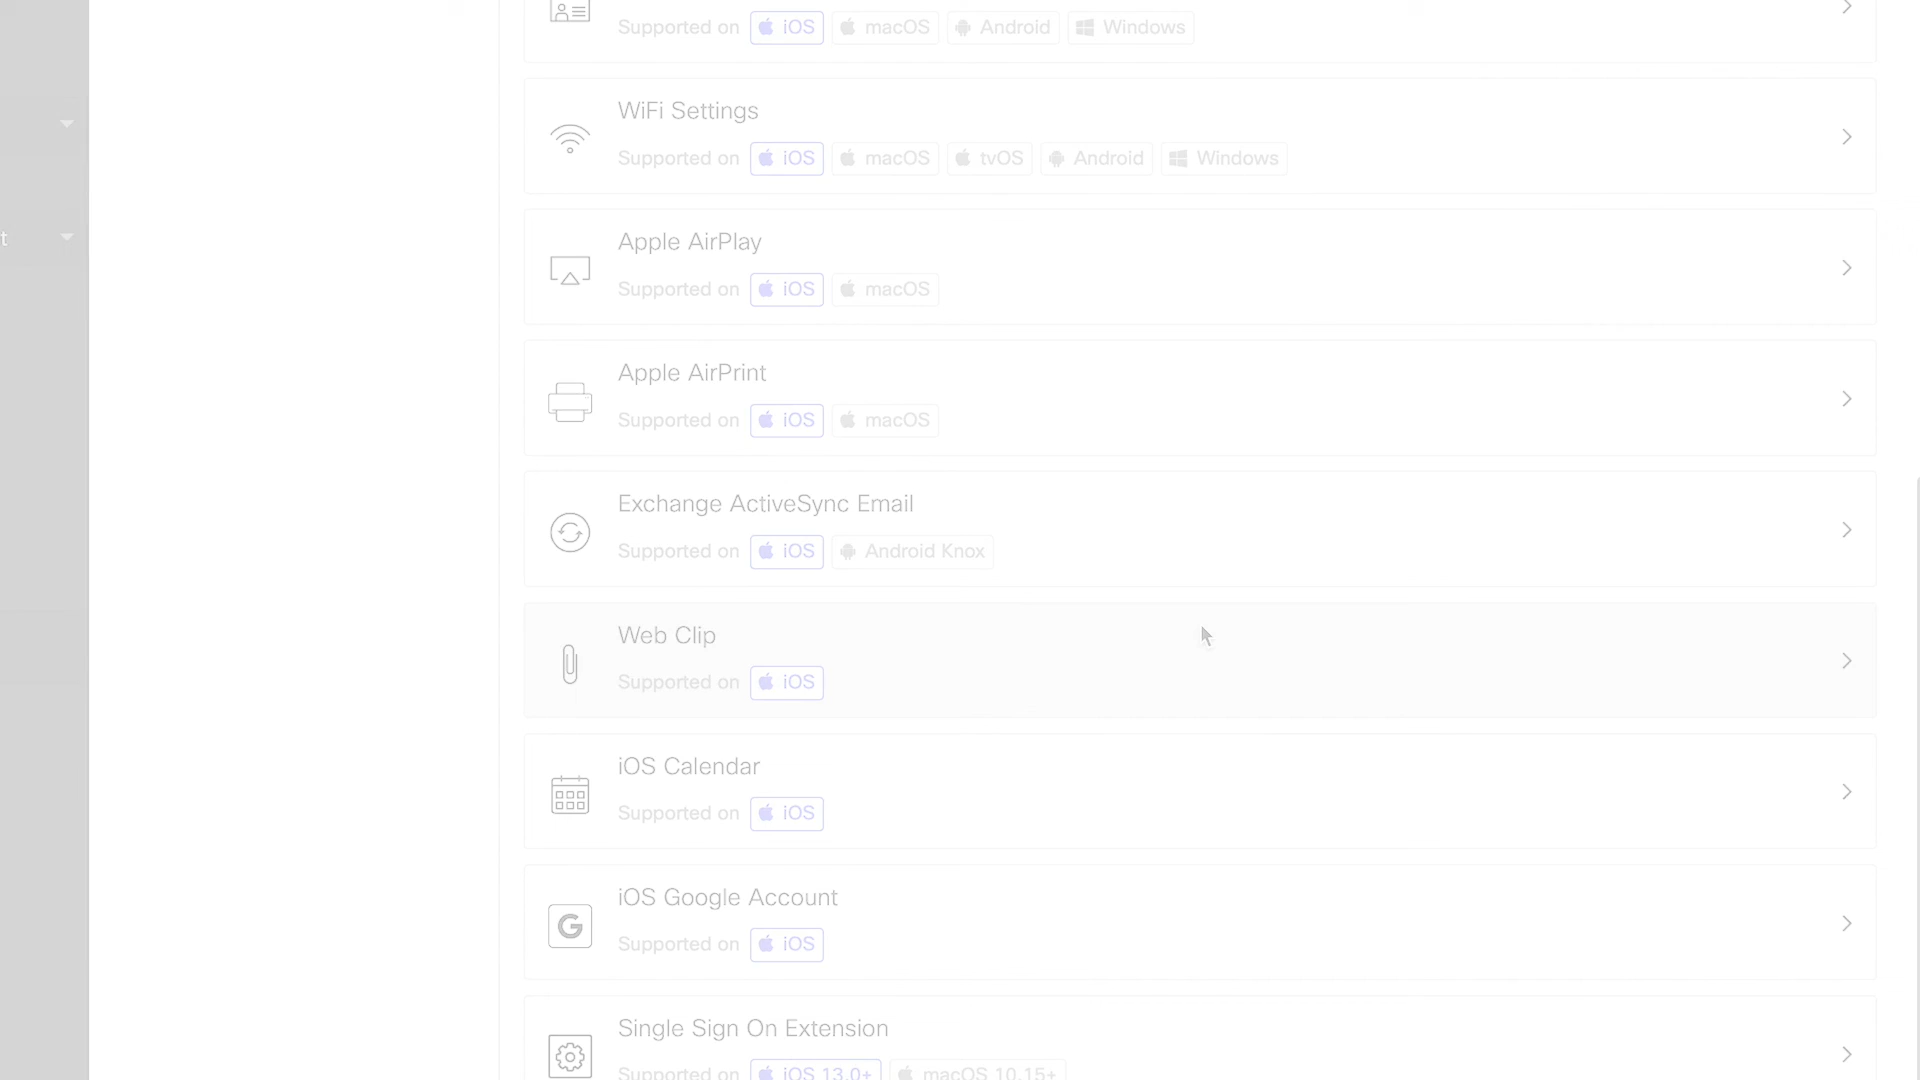 Supported on iOS macOS Android Windows
WiFi Settings
Supported on iOS macOS tvOS Android Windows
t
Apple AirPlay
Supported on iOS macOS
Apple AirPrint
Supported on iOS macOS
Exchange ActiveSync Email
Supported on iOS Android Knox
Web Clip
Supported on iOS
iOS Calendar
Supported on iOS
iOS Google Account
G
Supported on iOS
Single Sign On Extension
Supported on iOS 13.0+ macOS 10.15+